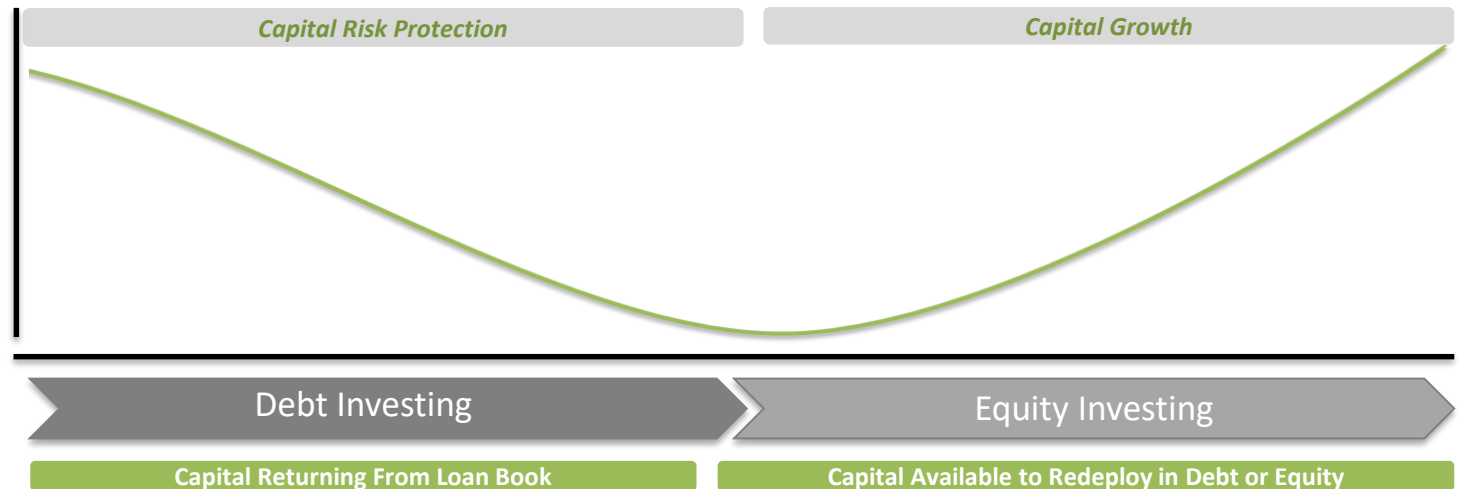 Capital Risk Protection
Capital Growth
Debt Investing
Equity Investing
Capital Returning From Loan Book
Capital Available to Redeploy in Debt or Equity